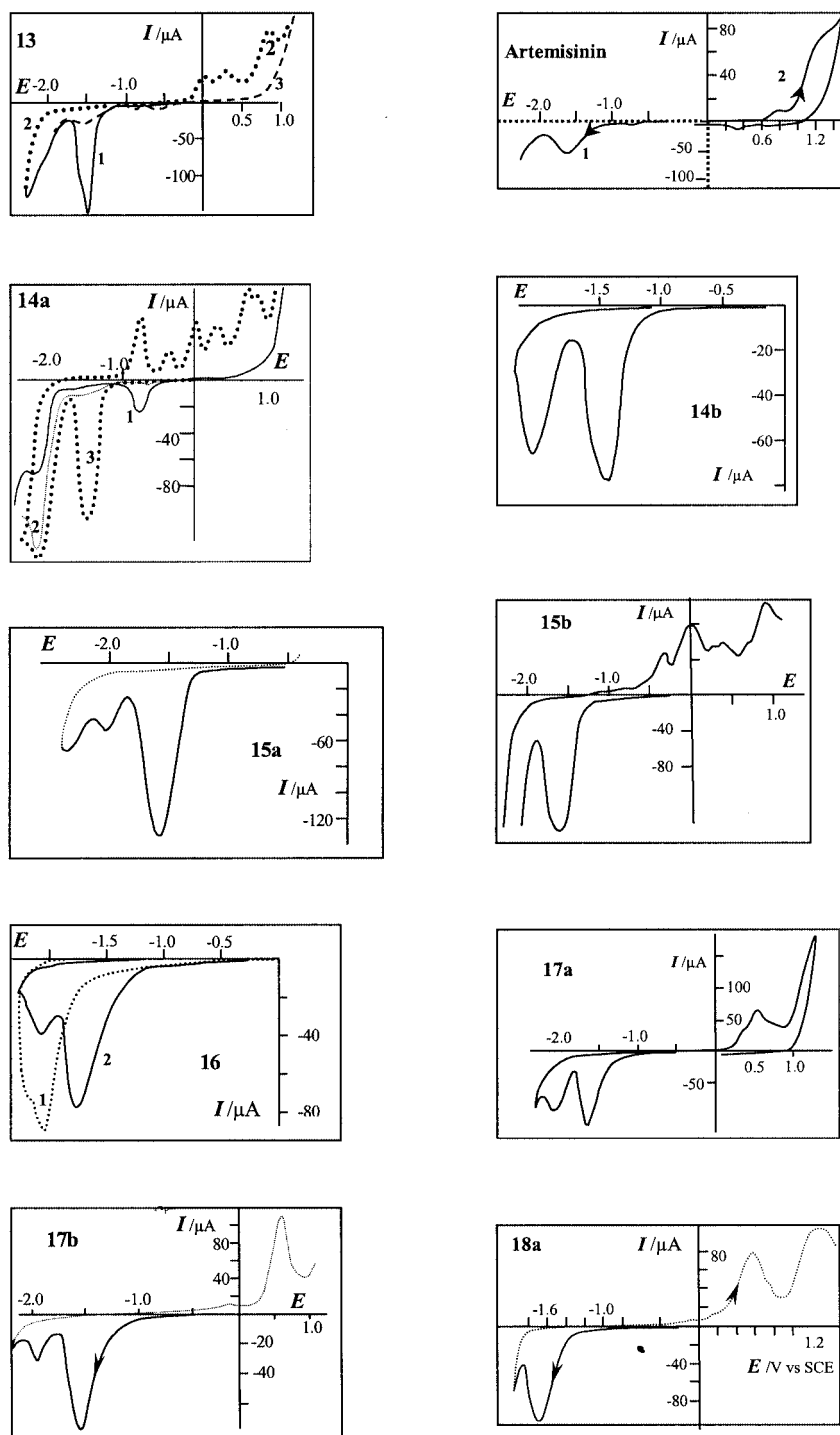 13
I /μA
E
-2.0
-1.0
2
3
2
1
0.5
1.0
-50
-100
Artemisinin
I /μA
80
40
2
E
-2.0
-1.0
0.6
1.2
1
-50
-100
14a
I /μA
-2.0
-1.0
E
1.0
1
-40
3
-80
2
E
-1.5
-1.0
-0.5
-20
-40
14b
-60
I /μA
E
-2.0
-1.0
-60
15a
I /μA
-120
I /μA
15b
-2.0
-1.0
E
1.0
-40
-80
E
-1.5
-1.0
-0.5
-40
2
16
1
I /μA
-80
17a
I /μA
100
50
-2.0
-1.0
0.5
1.0
-50
17b
I /μA
80
40
-2.0
-1.0
E
1.0
-20
-40
18a
I /μA
80
-1.6
-1.0
1.2
-40
E /V vs SCE
-80